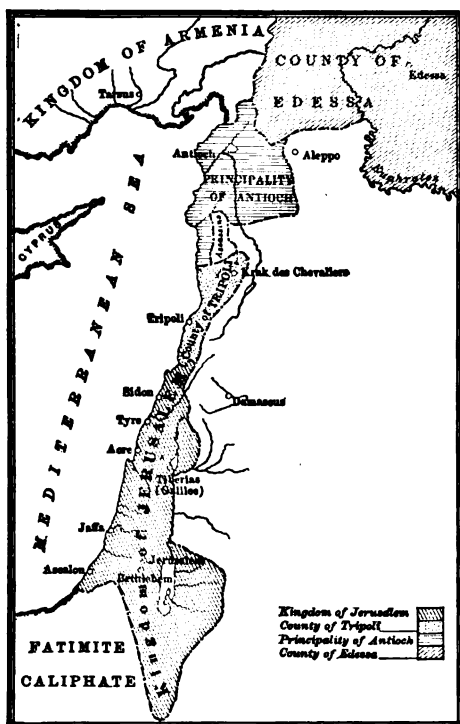 KINGDOM OF ARMENIA
COUNTY OF
EDESSA
Edessa
Tarsus
Euphrates
Antioch
Aleppo
PRINCIPALITY
OF ANTIOCH
MEDITERRANEAN SEA
CYPRUS
Assassins
Krak des Chevaliers
County of TRIPOLI
Tripoli
Sidon
Damascus
Tyre
Acre
Tiberias
(Galilee)
Kingdom of JERUSALEM
Jaffa
Jerusalem
Ascalon
Bethlehem
FATIMITE
CALIPHATE
Kingdom of Jerusalem
County of Tripoli
Principality of Antioch
County of Edessa